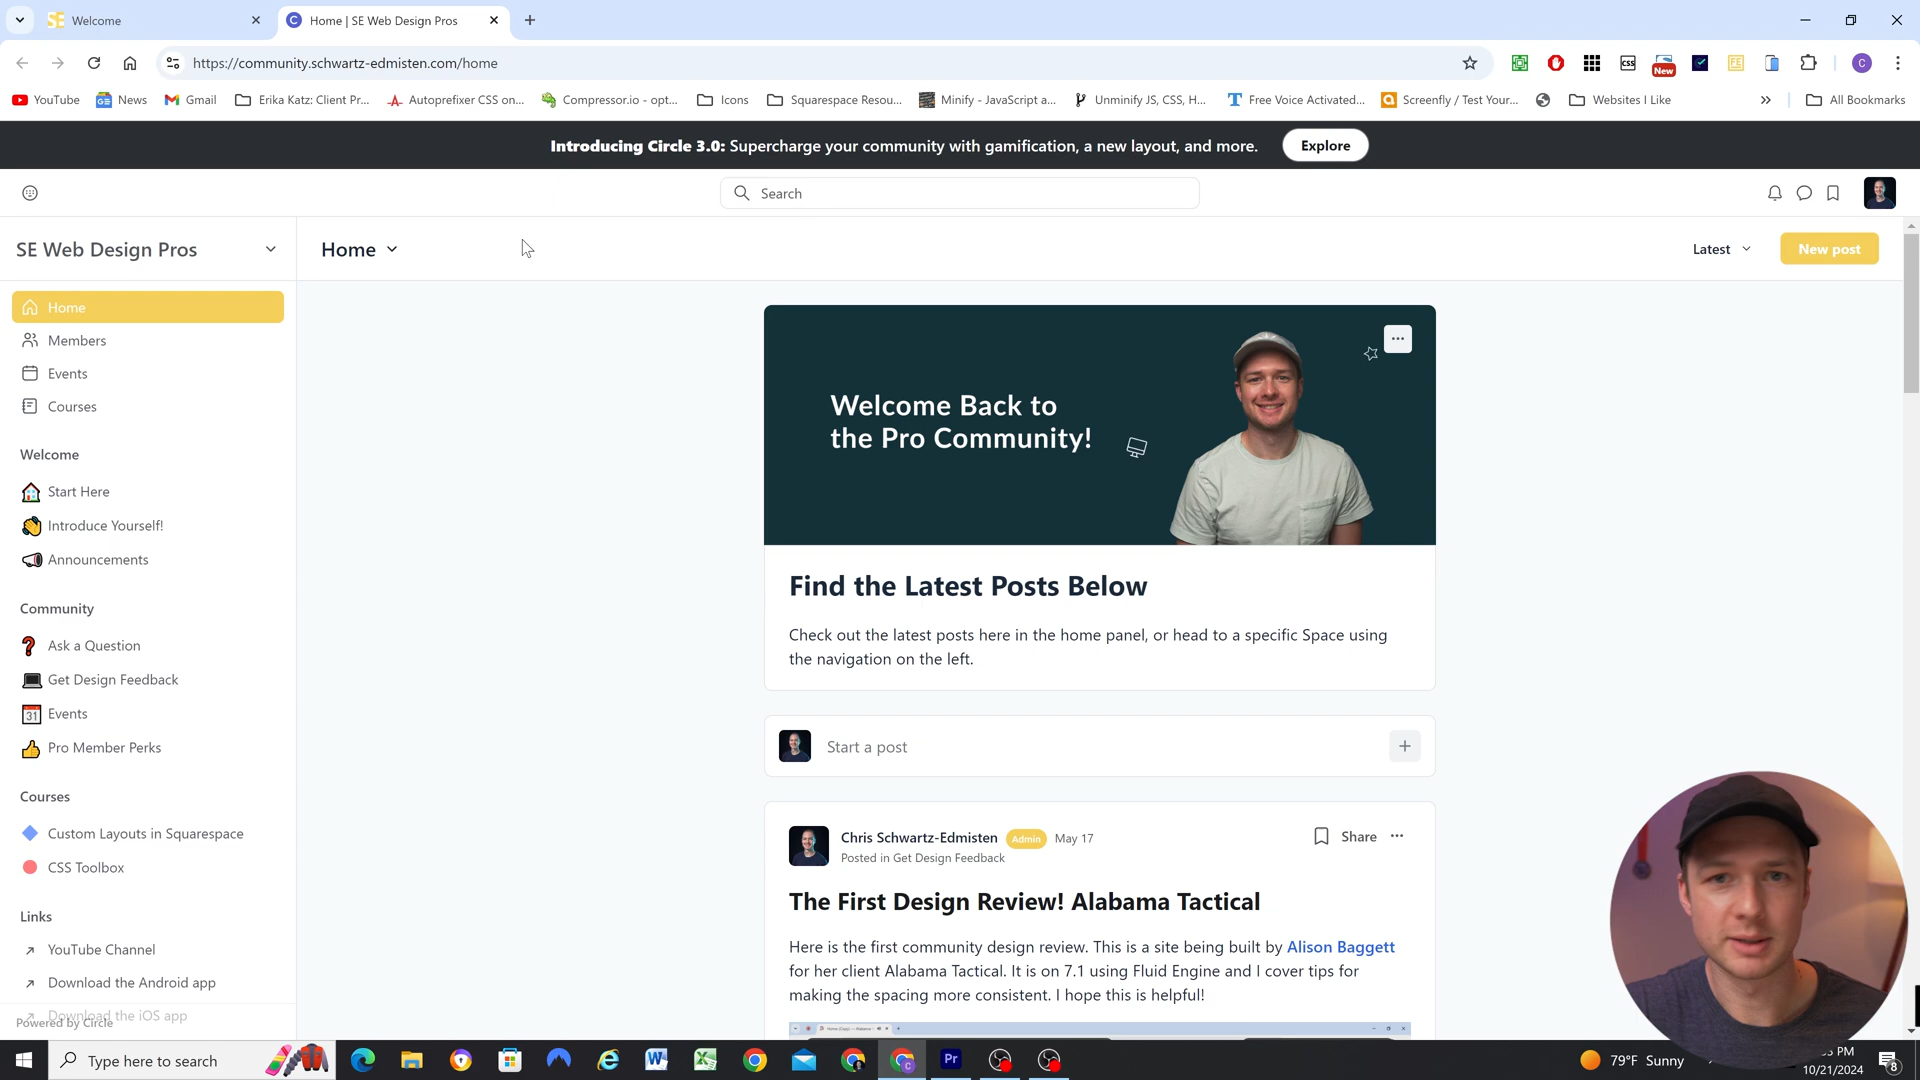 Welcome
Home | SE Web Design Pros
https://community.schwartz-edmisten.com/home
YouTube
News
Gmail
Erika Katz: Client Pr...
Autoprefixer CSS on...
Compressor.io - opt...
Icons
Squarespace Resou...
Minify - JavaScript a...
Unminify JS, CSS, H...
Free Voice Activated...
Screenfly / Test Your...
Websites I Like
All Bookmarks
New
Introducing Circle 3.0: Supercharge your community with gamification, a new layout, and more.
Explore
Search
SE Web Design Pros
Home
Latest
New post
Home
Members
Events
Courses
Welcome
Start Here
Introduce Yourself!
Announcements
Community
Ask a Question
Get Design Feedback
Events
Pro Member Perks
Courses
Custom Layouts in Squarespace
CSS Toolbox
Links
YouTube Channel
Download the Android app
Download the iOS app
Powered by Circle
Welcome Back to
the Pro Community!
Find the Latest Posts Below
Check out the latest posts here in the home panel, or head to a specific Space using
the navigation on the left.
Start a post
Chris Schwartz-Edmisten Admin May 17
Posted in Get Design Feedback
Share
The First Design Review! Alabama Tactical
Here is the first community design review. This is a site being built by Alison Baggett
for her client Alabama Tactical. It is on 7.1 using Fluid Engine and I cover tips for
making the spacing more consistent. I hope this is helpful!
Type here to search
79°F Sunny
PM
10/21/2024
8